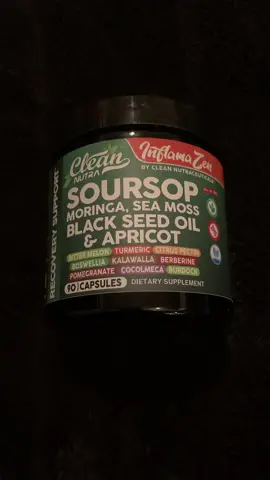 Clean
NUTRA
InflamaZen
BY CLEAN NUTRACEUTICALS
RECOVERY SUPPORT
SOURSOP
MORINGA, SEA MOSS
BLACK SEED OIL
& APRICOT
BITTER MELON TURMERIC CITRUS PECTIN
BOSWELLIA KALAWALLA BERBERINE
POMEGRANATE COCOLMECA BURDOCK
90 CAPSULES DIETARY SUPPLEMENT